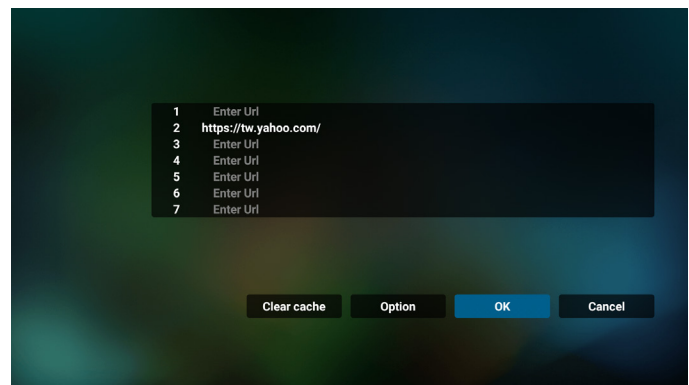 1 Enter Url
2 https://tw.yahoo.com/
3 Enter Url
4 Enter Url
5 Enter Url
6 Enter Url
7 Enter Url
Clear cache Option OK Cancel